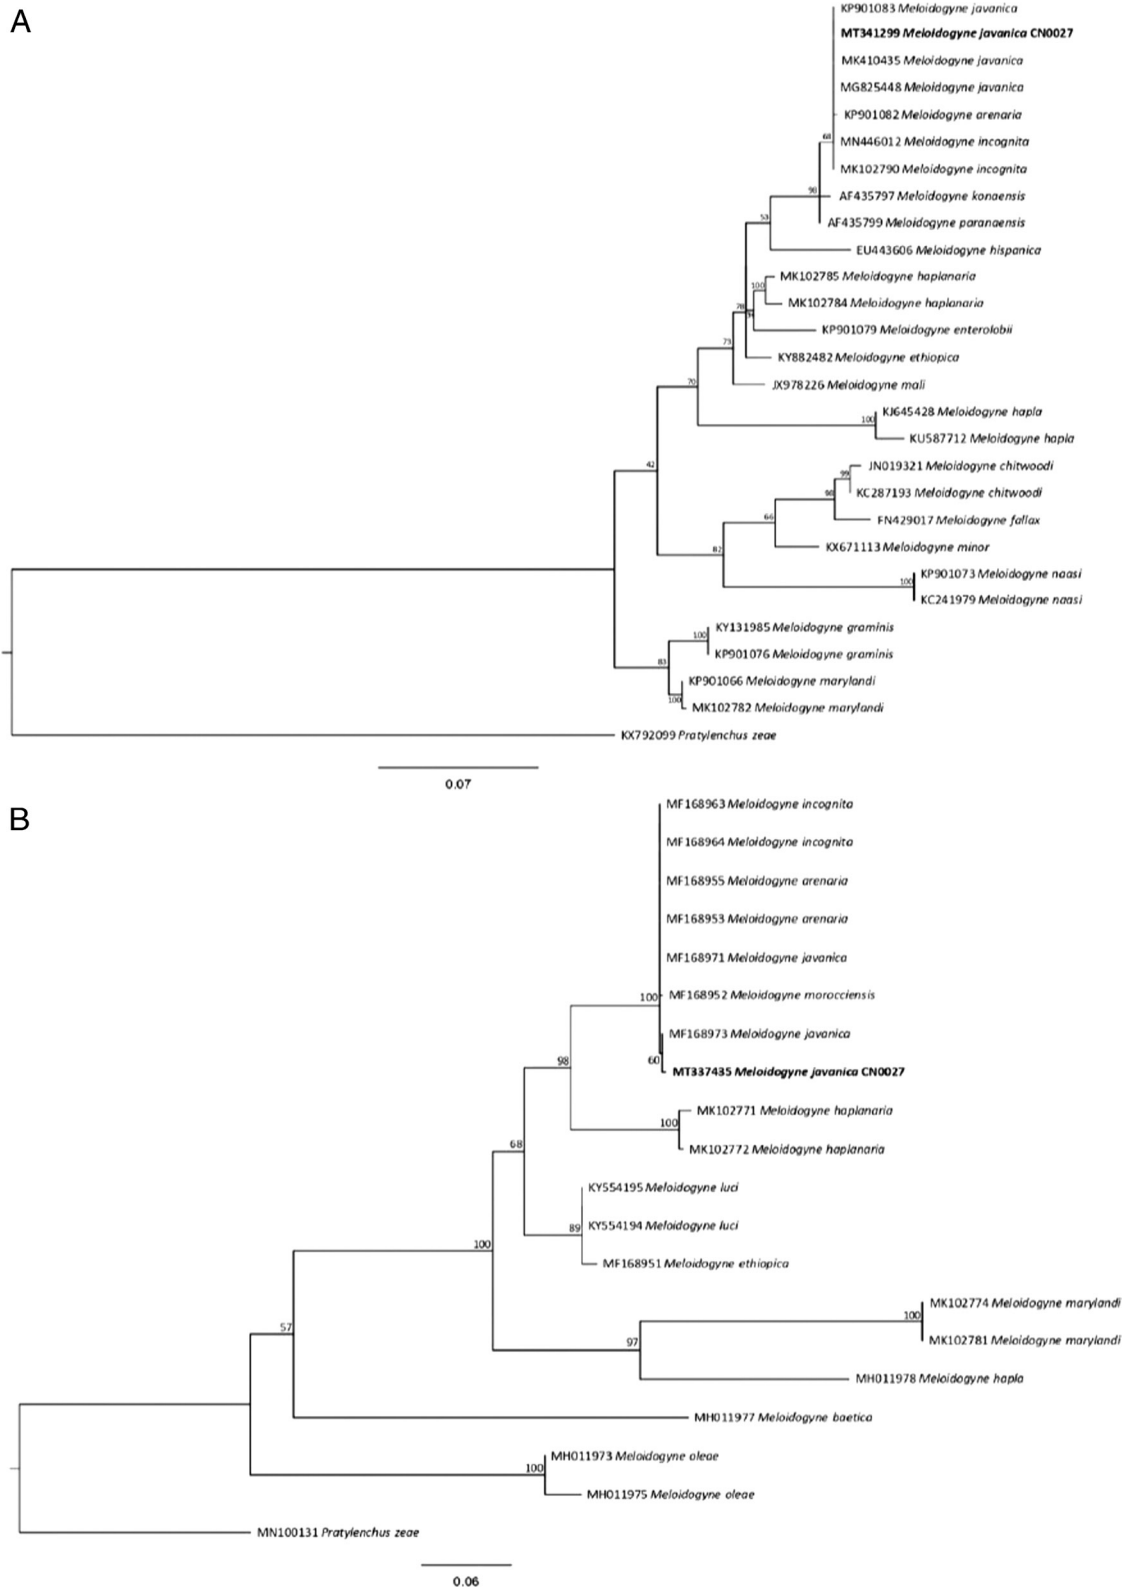 A
KP901083 Meloidogyne javanica
MT341299 Meloidogyne javanica CN0027
MK410435 Meloidogyne javanica
MG825448 Meloidogyne javanica
KP901082 Meloidogyne arenaria
68
MN446012 Meloidogyne incognita
MK102790 Meloidogyne incognita
98
AF435797 Meloidogyne konaensis
53
AF435799 Meloidogyne paranaensis
EU443606 Meloidogyne hispanica
MK102785 Meloidogyne haplanaria
100
MK102784 Meloidogyne haplanaria
78
KP901079 Meloidogyne enterolobii
73
KY882482 Meloidogyne ethiopica
70
JX978226 Meloidogyne mali
KJ645428 Meloidogyne hapla
100
KU587712 Meloidogyne hapla
42
JN019321 Meloidogyne chitwoodi
99
98
KC287193 Meloidogyne chitwoodi
66
FN429017 Meloidogyne fallax
82
KX671113 Meloidogyne minor
KP901073 Meloidogyne naasi
100
KC241979 Meloidogyne naasi
KY131985 Meloidogyne graminis
100
KP901076 Meloidogyne graminis
83
KP901066 Meloidogyne marylandi
100
MK102782 Meloidogyne marylandi
KX792099 Pratylenchus zeae
0.07
B
MF168963 Meloidogyne incognita
MF168964 Meloidogyne incognita
MF168955 Meloidogyne arenaria
MF168953 Meloidogyne arenaria
MF168971 Meloidogyne javanica
100
MF168952 Meloidogyne morocciensis
MF168973 Meloidogyne javanica
98
60
MT337435 Meloidogyne javanica CN0027
MK102771 Meloidogyne haplanaria
100
68
MK102772 Meloidogyne haplanaria
KY554195 Meloidogyne luci
89
KY554194 Meloidogyne luci
100
MF168951 Meloidogyne ethiopica
MK102774 Meloidogyne marylandi
100
57
97
MK102781 Meloidogyne marylandi
MH011978 Meloidogyne hapla
MH011977 Meloidogyne baetica
MH011973 Meloidogyne oleae
100
MH011975 Meloidogyne oleae
MN100131 Pratylenchus zeae
0.06